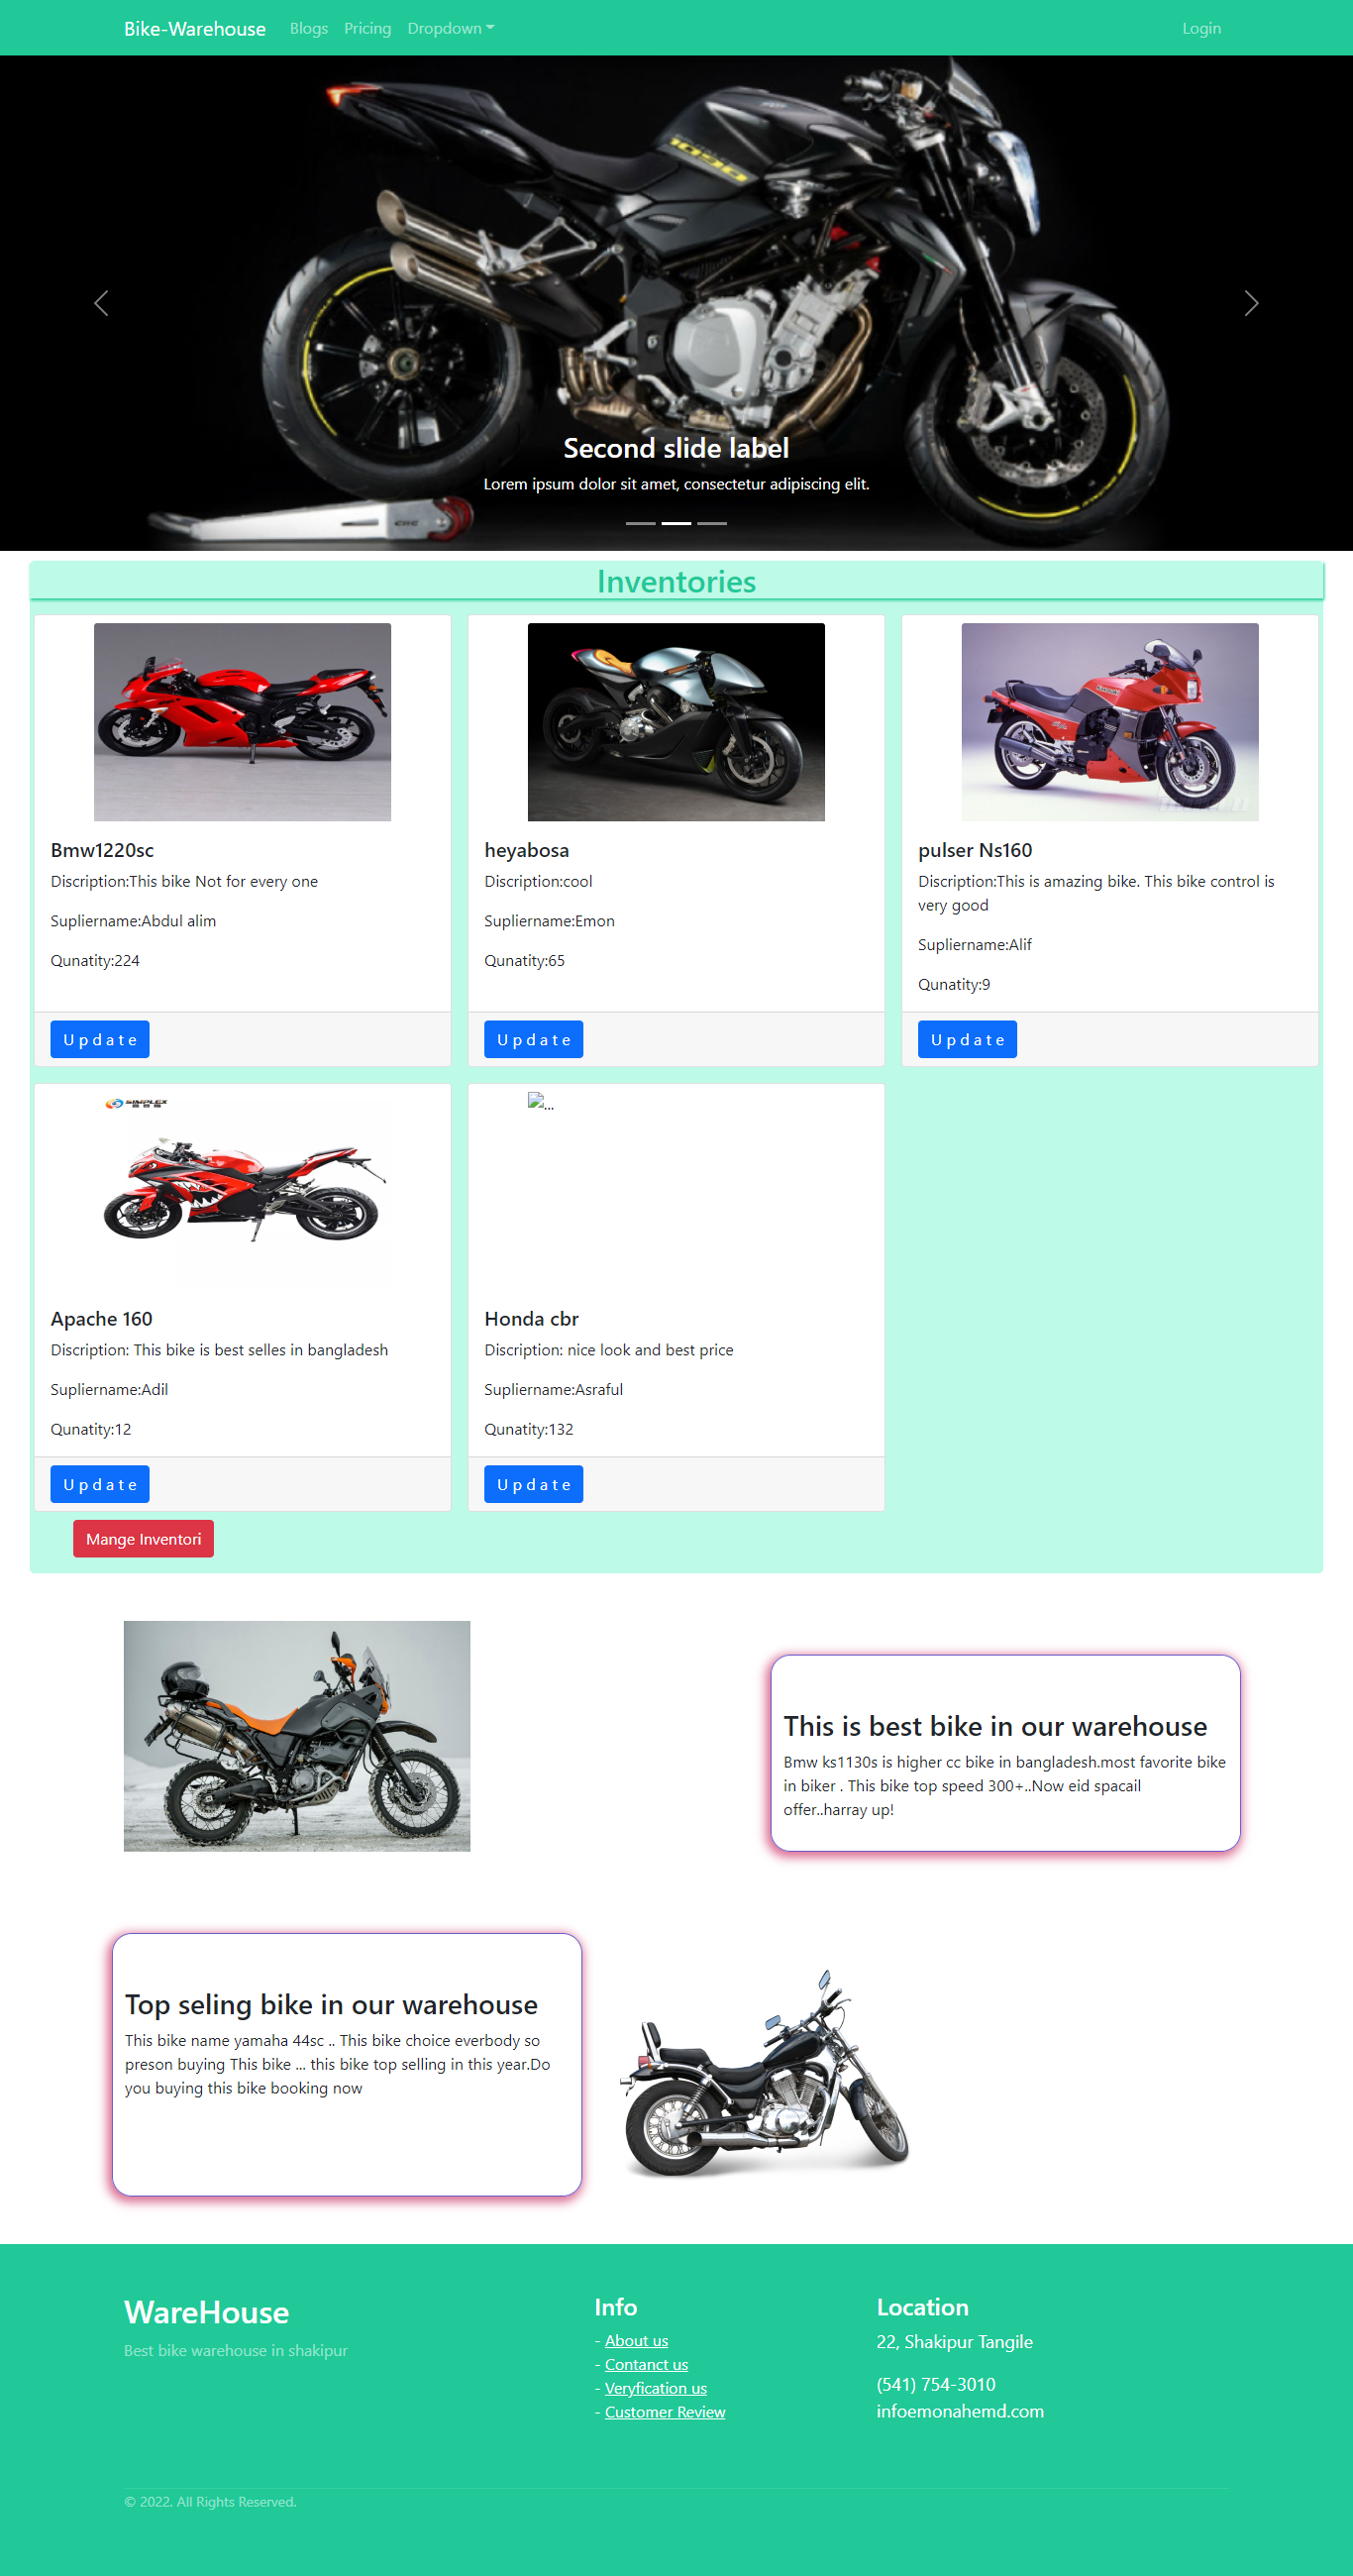 Bike-Warehouse Blogs Pricing Dropdown Login
1090
Second slide label
Lorem ipsum dolor sit amet, consectetur adipiscing elit.
Inventories
Bmw1220sc
Discription:This bike Not for every one
Supliername:Abdul alim
Qunatity:224
Update
heyabosa
Discription:cool
Supliername:Emon
Qunatity:65
Update
pulser Ns160
Discription:This is amazing bike. This bike control is
very good
Supliername:Alif
Qunatity:9
Update
SIMPLEX
Apache 160
Discription: This bike is best selles in bangladesh
Supliername:Adil
Qunatity:12
Update
...
Honda cbr
Discription: nice look and best price
Supliername:Asraful
Qunatity:132
Update
Mange Inventori
This is best bike in our warehouse
Bmw ks1130s is higher cc bike in bangladesh.most favorite bike
in biker . This bike top speed 300+..Now eid spacail
offer..harray up!
Top seling bike in our warehouse
This bike name yamaha 44sc .. This bike choice everbody so
preson buying This bike ... this bike top selling in this year.Do
you buying this bike booking now
WareHouse
Best bike warehouse in shakipur
Info
- About us
- Contanct us
- Veryfication us
- Customer Review
Location
22, Shakipur Tangile
(541) 754-3010
infoemonahemd.com
© 2022. All Rights Reserved.